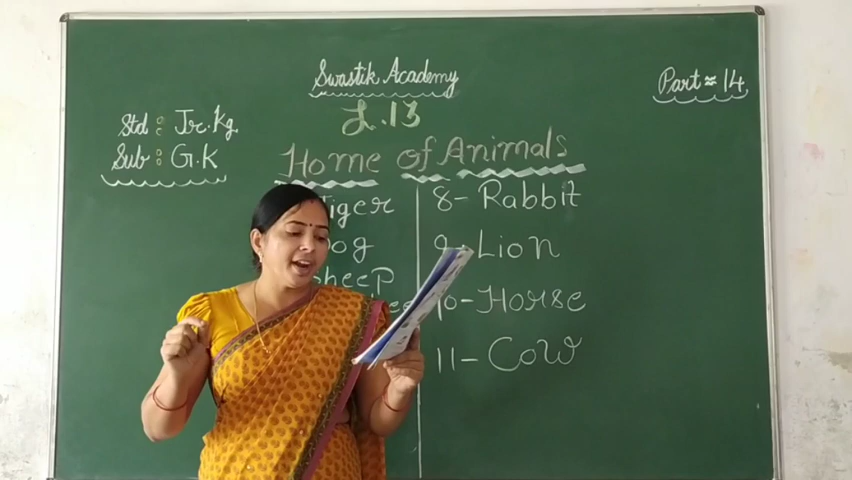 Swastik Academy
Part = 14
L.13
Std : Jr.Kg
Sub : G.K
Home of Animals
Tiger
Sheep
8- Rabbit
9- Lion
10- Horse
11- Cow